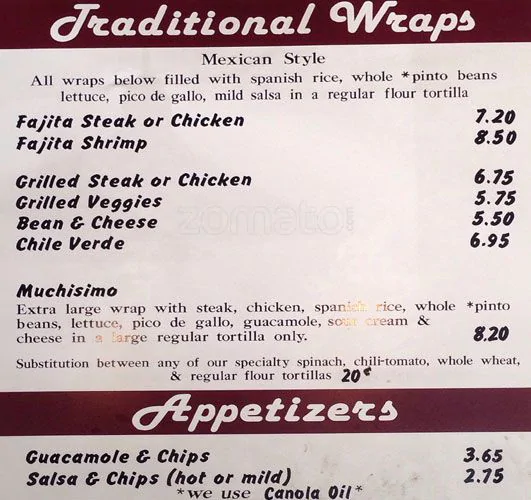 Traditional Wraps
Mexican Style
All wraps below filled with spanish rice, whole *pinto beans
lettuce, pico de gallo, mild salsa in a regular flour tortilla
Fajita Steak or Chicken 7.20
Fajita Shrimp 8.50
Grilled Steak or Chicken 6.75
Grilled Veggies 5.75
zomato.com
Bean & Cheese 5.50
Chile Verde 6.95
Muchisimo
Extra large wrap with steak, chicken, spanish rice, whole *pinto
beans, lettuce, pico de gallo, guacamole, sour cream &
cheese in a large regular tortilla only. 8.20
Substitution between any of our specialty spinach, chili-tomato, whole wheat,
& regular flour tortillas 20¢
Appetizers
Guacamole & Chips 3.65
Salsa & Chips (hot or mild) 2.75
*we use Canola Oil*